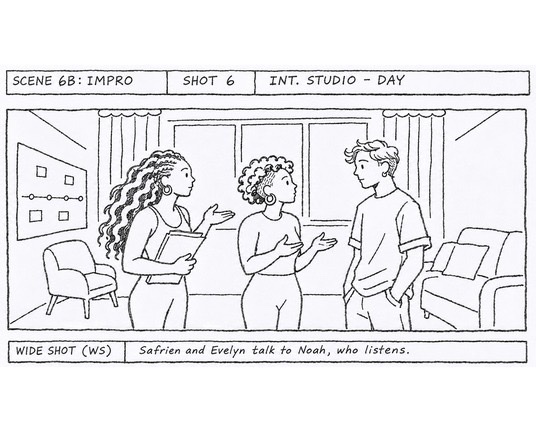 SCENE 6B: IMPRO
SHOT 6
INT. STUDIO - DAY
WIDE SHOT (WS)
Safrien and Evelyn talk to Noah, who listens.